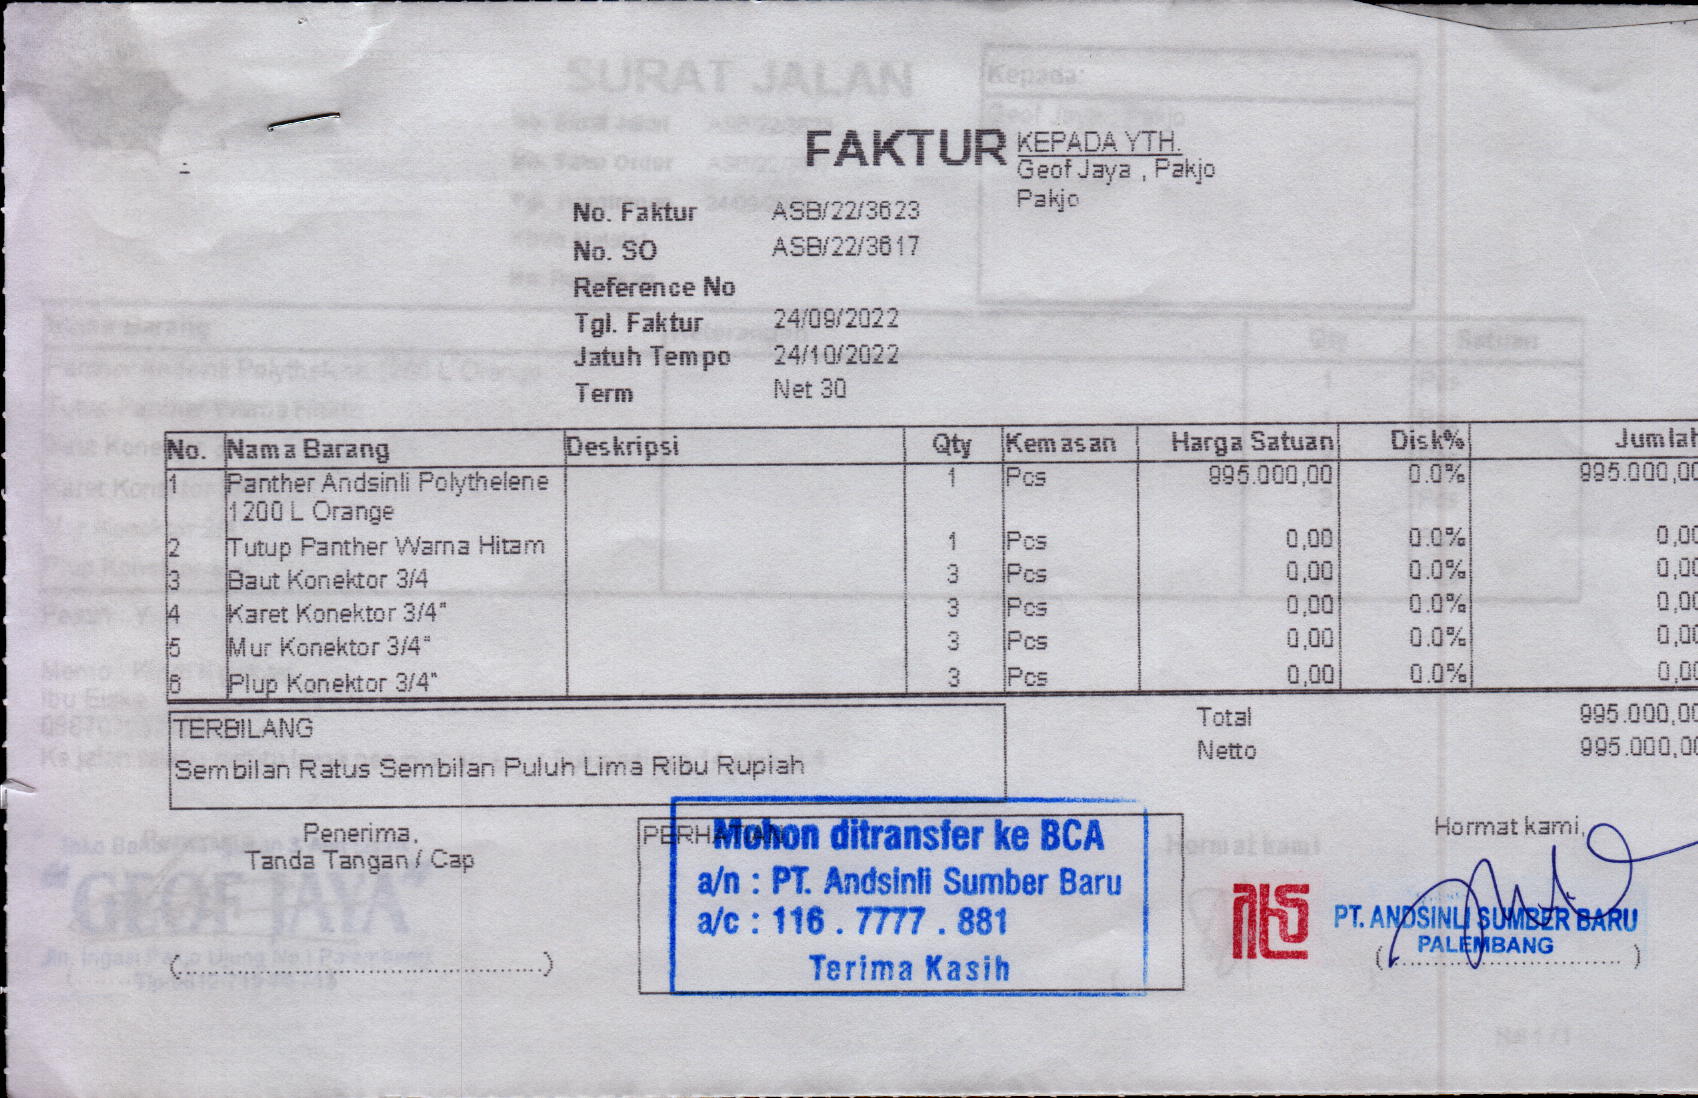 SURAT JALAN
Kepada:
FAKTUR
KEPADA YTH.
Geof Jaya , Pakjo
Pakjo
No. Faktur ASB/22/3623
No. SO ASB/22/3617
Reference No
Tgl. Faktur 24/09/2022
Jatuh Tempo 24/10/2022
Term Net 30
No. Nama Barang Deskripsi Qty Kemasan Harga Satuan Disk% Jumlah
1 Panther Andsinli Polythelene 1 Pcs 995.000,00 0.0% 995.000,00
1200 L Orange
2 Tutup Panther Warna Hitam 1 Pcs 0,00 0.0% 0,00
3 Baut Konektor 3/4 3 Pcs 0,00 0.0% 0,00
4 Karet Konektor 3/4" 3 Pcs 0,00 0.0% 0,00
5 Mur Konektor 3/4" 3 Pcs 0,00 0.0% 0,00
6 Plup Konektor 3/4" 3 Pcs 0,00 0.0% 0,00
Total 995.000,00
Netto 995.000,00
TERBILANG
Sembilan Ratus Sembilan Puluh Lima Ribu Rupiah
Penerima,
Tanda Tangan / Cap
"GEOF JAYA"
(..........................................)
PERHATIAN
Mohon ditransfer ke BCA
a/n : PT. Andsinli Sumber Baru
a/c : 116 . 7777 . 881
Terima Kasih
Hormat kami
Hormat kami,
PT. ANDSINLI SUMBER BARU
PALEMBANG
(..........................................)